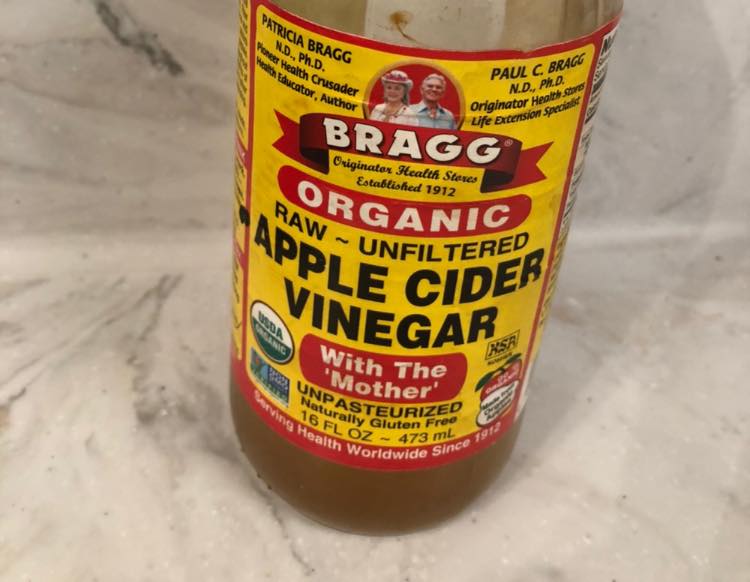 PATRICIA BRAGG
N.D., Ph.D.
Pioneer Health Crusader
Health Educator, Author
PAUL C. BRAGG
N.D., Ph.D.
Originator Health Stores
Life Extension Specialist
BRAGG®
Originator Health Stores
Established 1912
ORGANIC
RAW ~ UNFILTERED
APPLE CIDER
VINEGAR
USDA
ORGANIC
With The
'Mother'
KOSHER
UNPASTEURIZED
Naturally Gluten Free
16 FL OZ ~ 473 mL
Serving Health Worldwide Since 1912